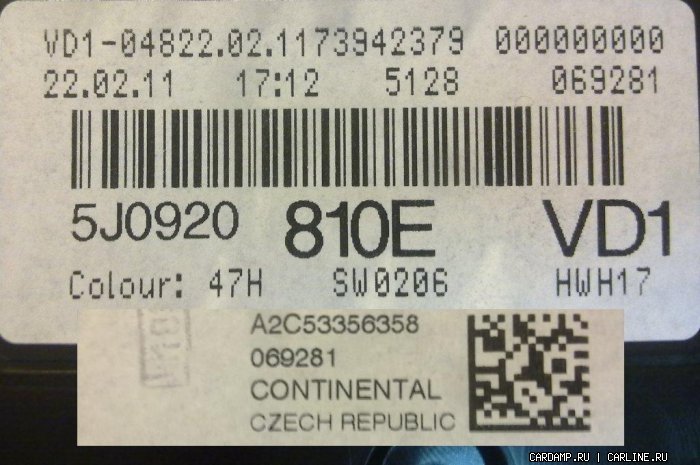 VD1-04822.02.1173942379 000000000
22.02.11 17:12 5128 069281
5J0920 810E VD1
Colour: 47H SW0206 HWH17
A2C53356358
069281
CONTINENTAL
CZECH REPUBLIC
CARDAMP.RU | CARLINE.RU